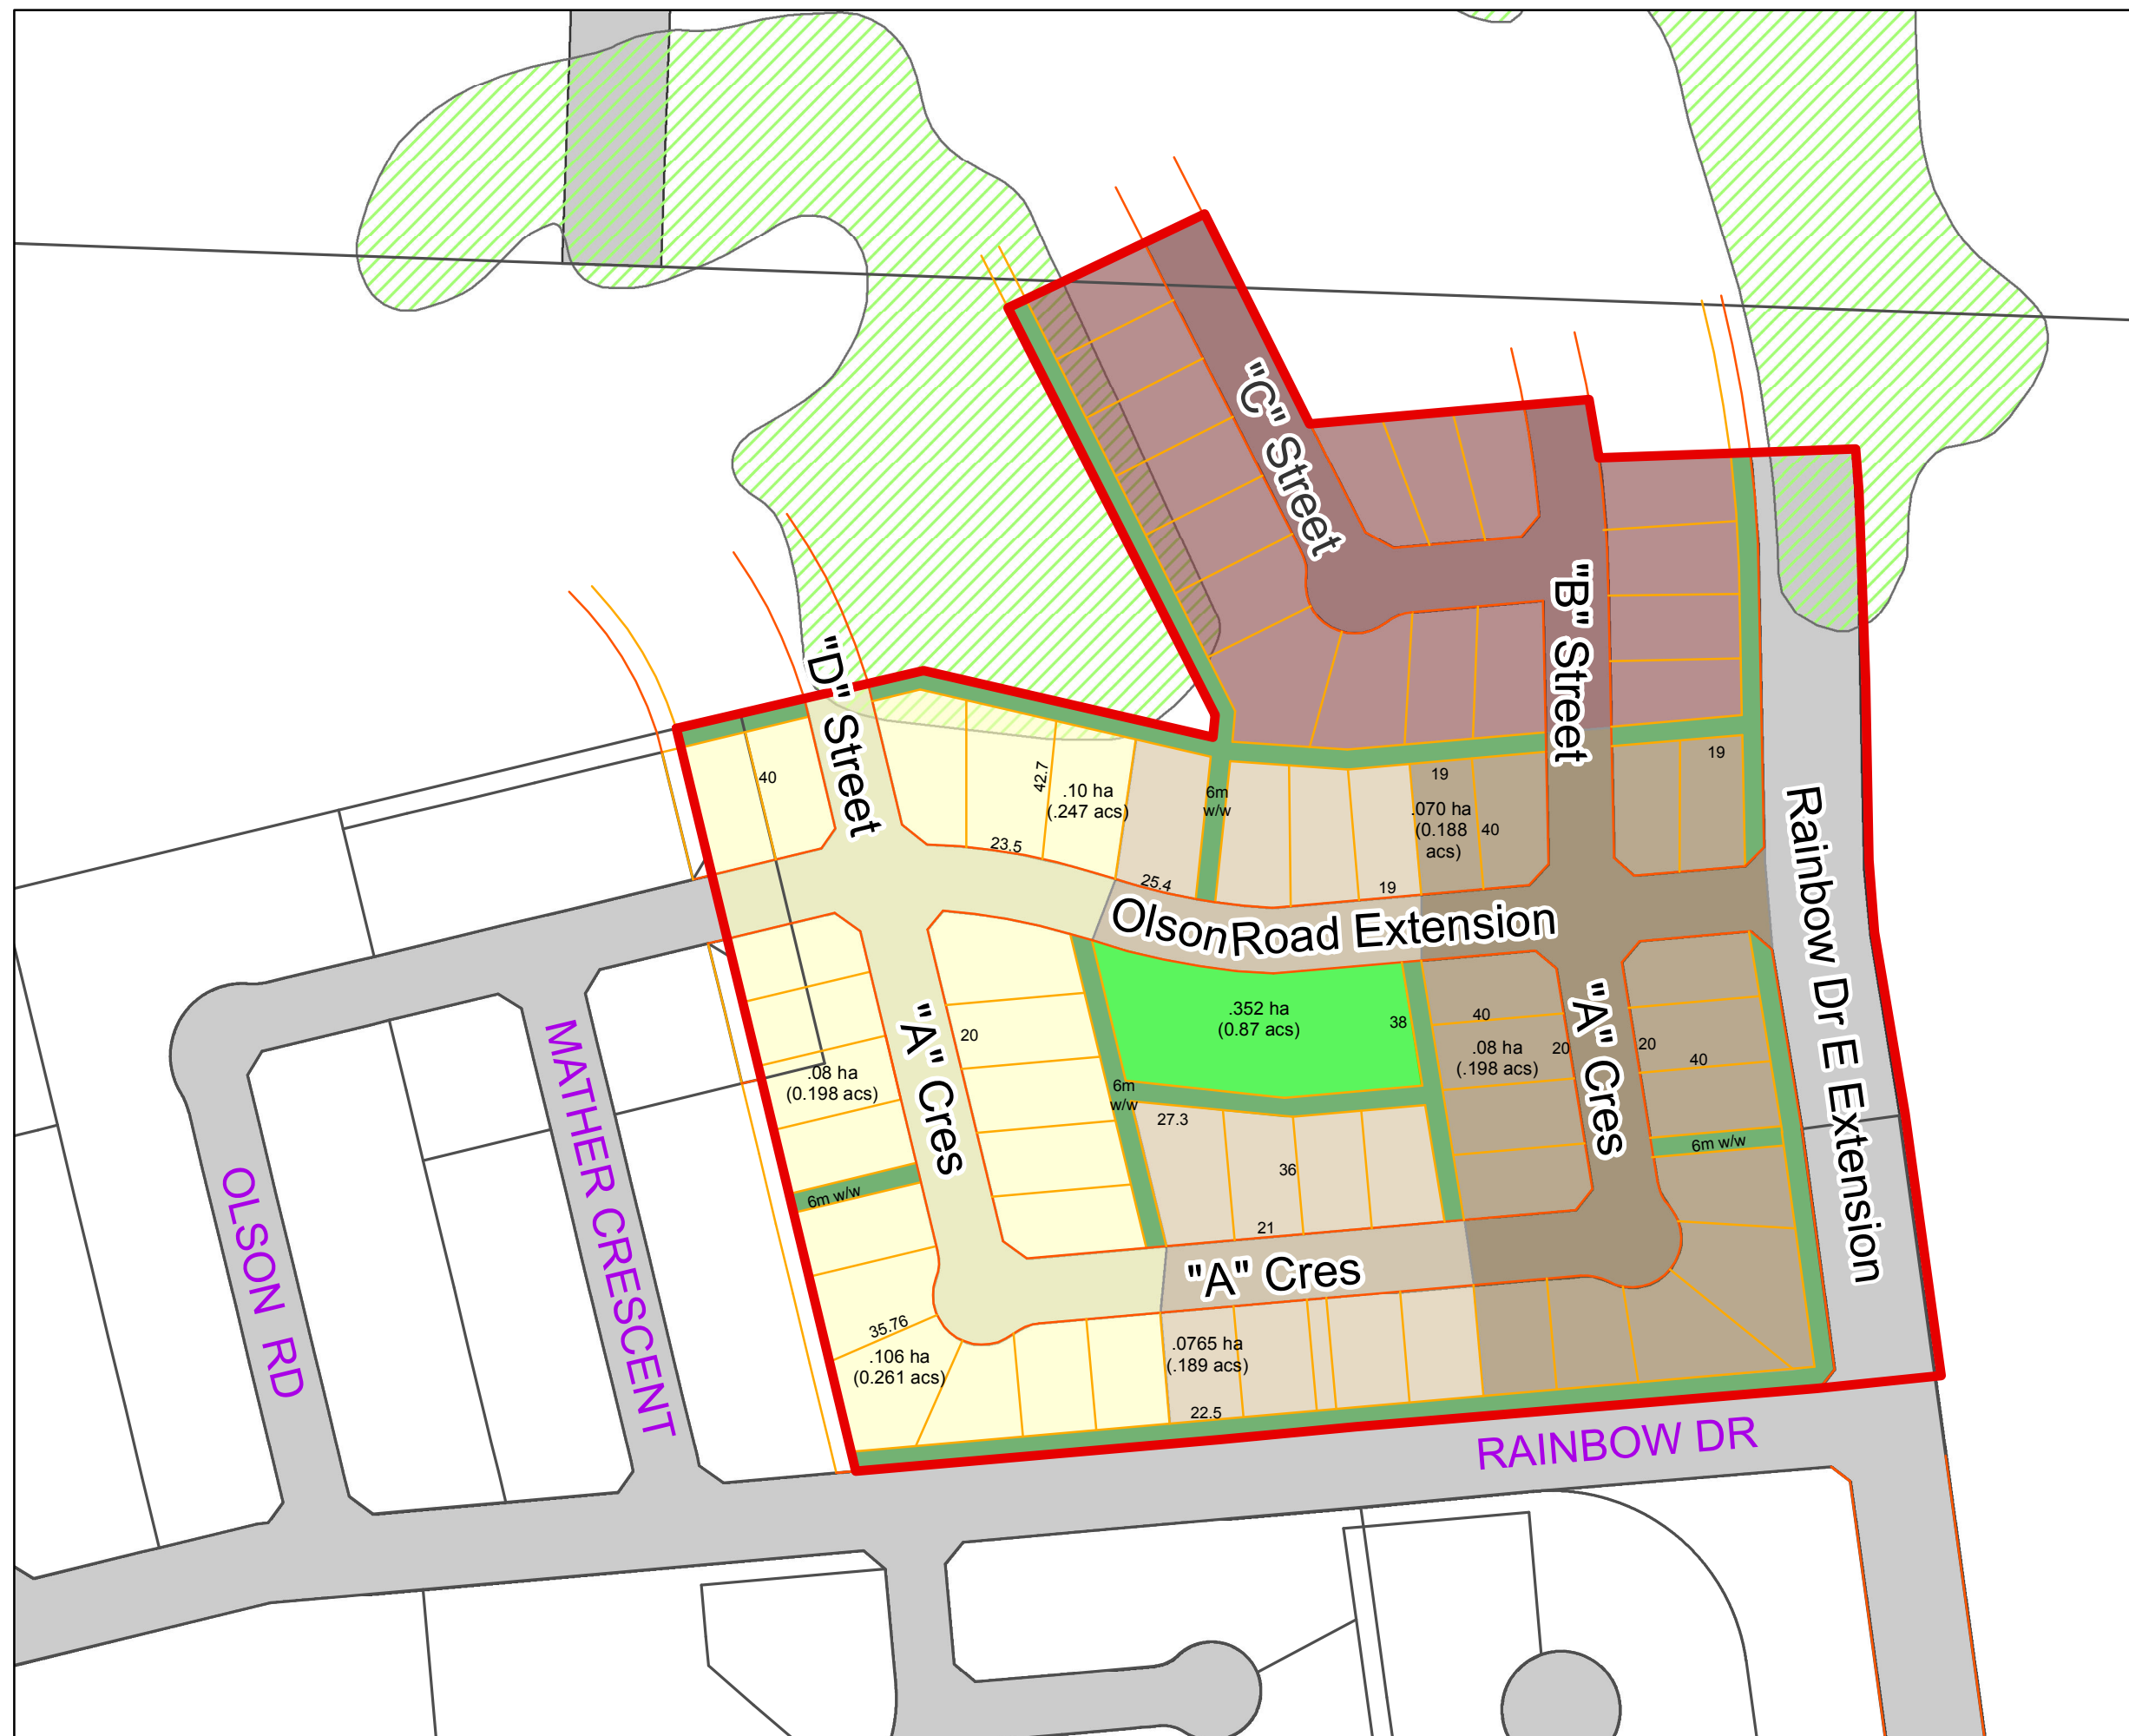 "C" Street
"B" Street
"D" Street
40
42.7
.10 ha
(.247 acs)
23.5
25.4
6m
w/w
19
.070 ha
(0.188
acs)
40
19
19
Olson Road Extension
Rainbow Dr E Extension
"A" Cres
20
.08 ha
(0.198 acs)
6m w/w
.352 ha
(0.87 acs)
38
6m
w/w
40
.08 ha
(.198 acs)
20
"A" Cres
20
40
6m w/w
27.3
36
21
"A" Cres
35.76
.106 ha
(0.261 acs)
.0765 ha
(.189 acs)
22.5
OLSON RD
MATHER CRESCENT
RAINBOW DR